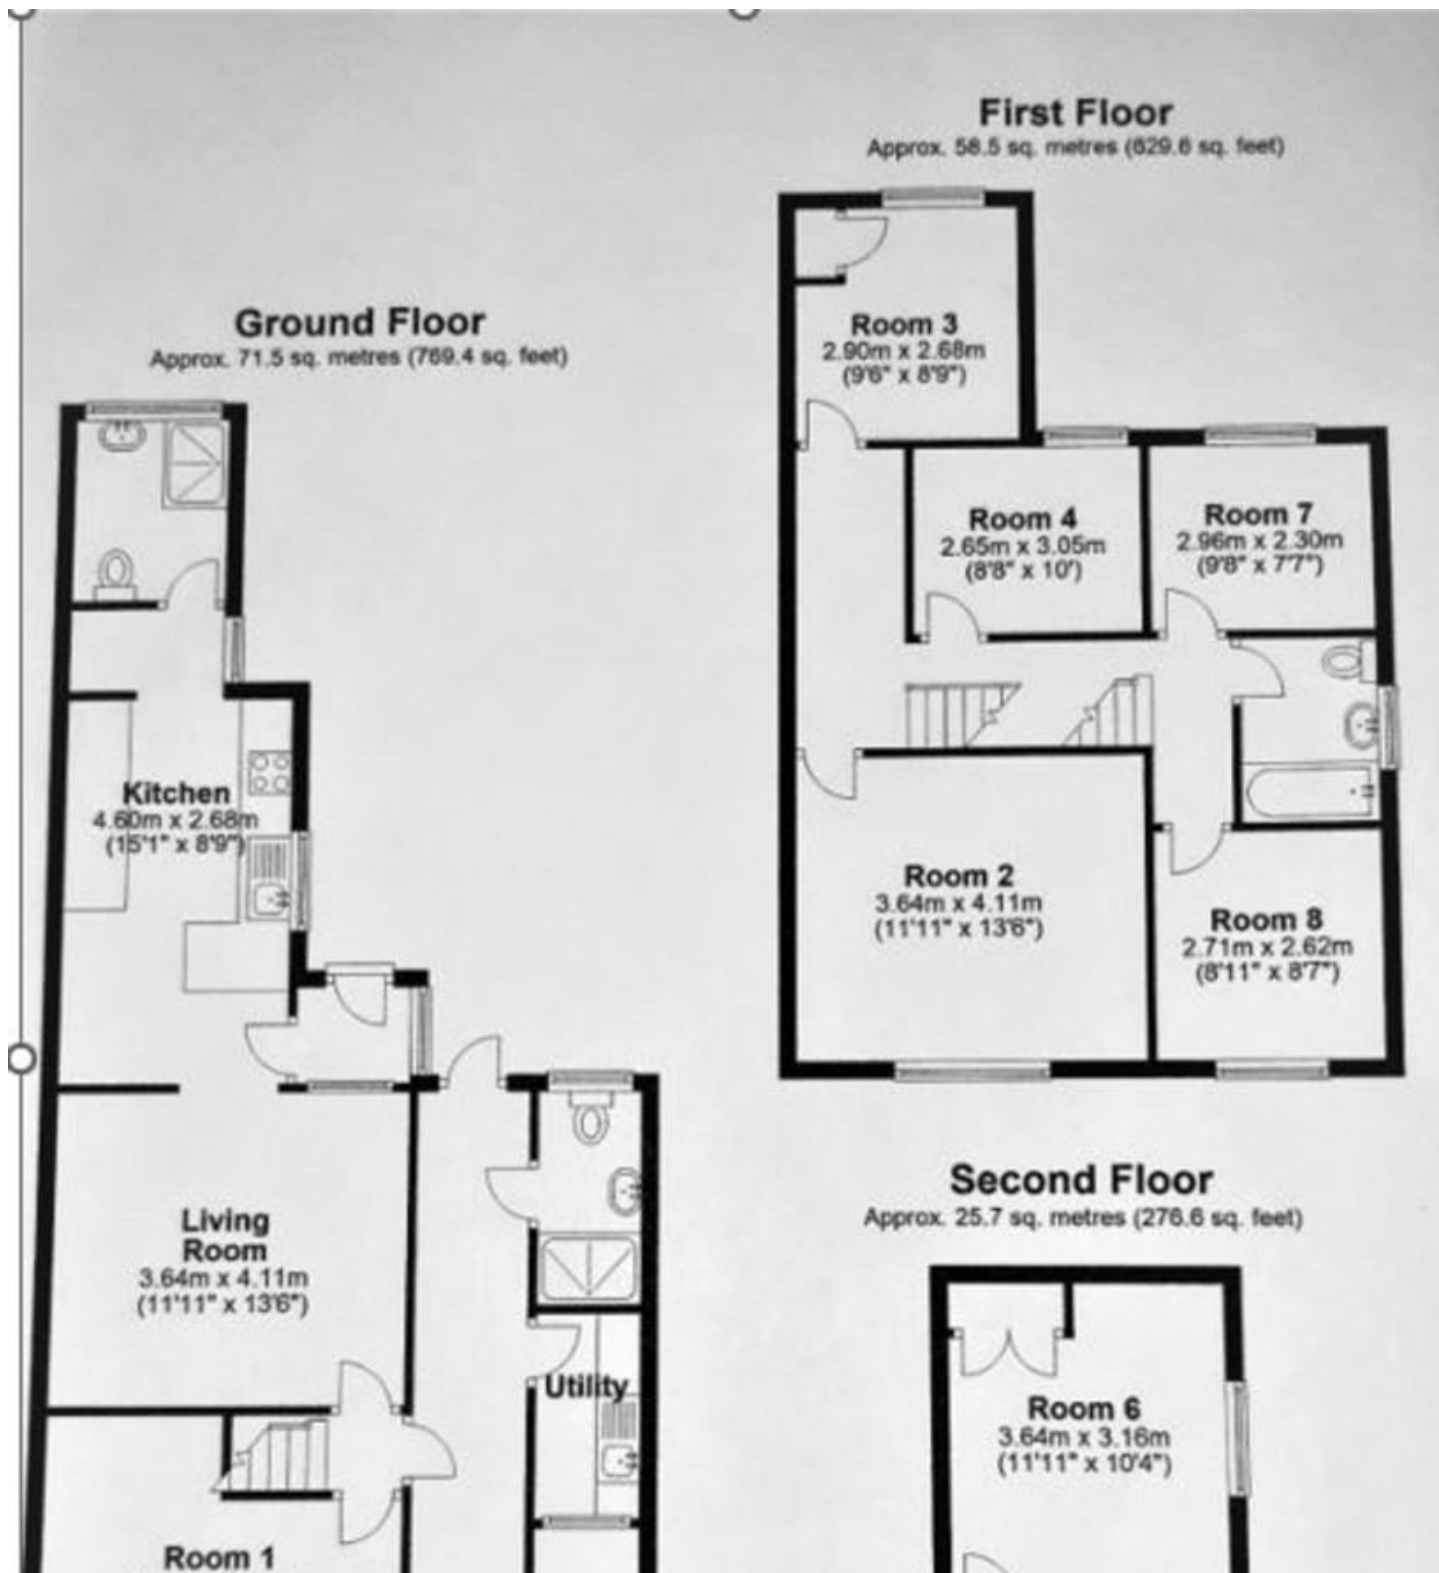 First Floor
Approx. 58.5 sq. metres (629.6 sq. feet)
Room 3
2.90m x 2.68m
(9'6" x 8'9")
Room 4
2.65m x 3.05m
(8'8" x 10')
Room 7
2.96m x 2.30m
(9'8" x 7'7")
Room 2
3.64m x 4.11m
(11'11" x 13'6")
Room 8
2.71m x 2.62m
(8'11" x 8'7")
Ground Floor
Approx. 71.5 sq. metres (769.4 sq. feet)
Kitchen
4.60m x 2.68m
(15'1" x 8'9")
Living
Room
3.64m x 4.11m
(11'11" x 13'6")
Utility
Room 1
Second Floor
Approx. 25.7 sq. metres (276.6 sq. feet)
Room 6
3.64m x 3.16m
(11'11" x 10'4")